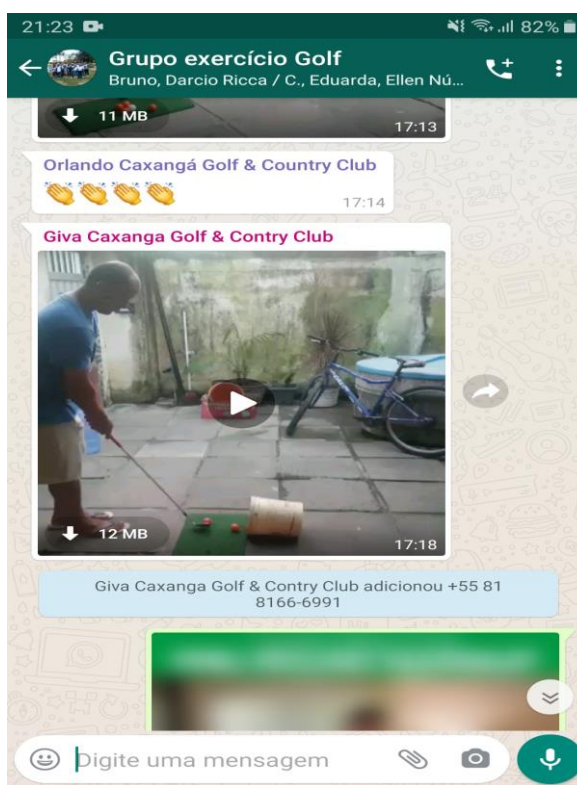 21:23 82%
Grupo exercício Golf
Bruno, Darcio Ricca / C., Eduarda, Ellen Nú...
11 MB
17:13
Orlando Caxangá Golf & Country Club
👏👏👏👏
17:14
Giva Caxanga Golf & Contry Club
12 MB
17:18
Giva Caxanga Golf & Contry Club adicionou +55 81
8166-6991
Digite uma mensagem